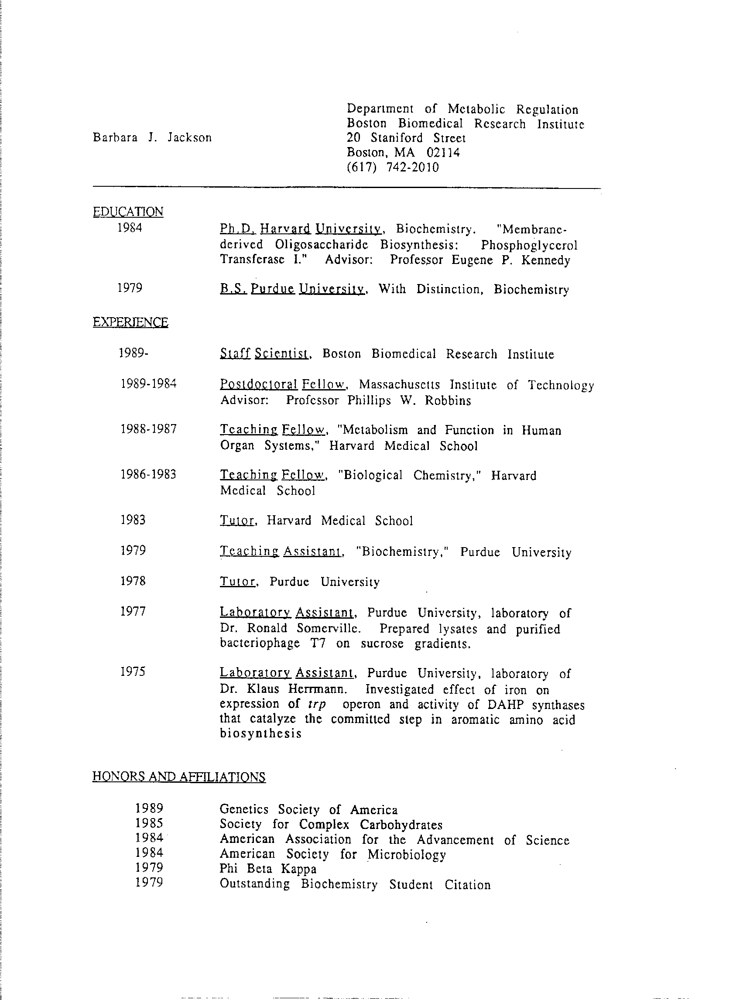 Department of Metabolic Regulation
Boston Biomedical Research Institute
Barbara J. Jackson 20 Staniford Street
Boston, MA 02114
(617) 742-2010
EDUCATION
1984 Ph.D. Harvard University, Biochemistry. "Membrane-
derived Oligosaccharide Biosynthesis: Phosphoglycerol
Transferase I." Advisor: Professor Eugene P. Kennedy
1979 B.S. Purdue University, With Distinction, Biochemistry
EXPERIENCE
1989- Staff Scientist, Boston Biomedical Research Institute
1989-1984 Postdoctoral Fellow, Massachusetts Institute of Technology
Advisor: Professor Phillips W. Robbins
1988-1987 Teaching Fellow, "Metabolism and Function in Human
Organ Systems," Harvard Medical School
1986-1983 Teaching Fellow, "Biological Chemistry," Harvard
Medical School
1983 Tutor, Harvard Medical School
1979 Teaching Assistant, "Biochemistry," Purdue University
1978 Tutor, Purdue University
1977 Laboratory Assistant, Purdue University, laboratory of
Dr. Ronald Somerville. Prepared lysates and purified
bacteriophage T7 on sucrose gradients.
1975 Laboratory Assistant, Purdue University, laboratory of
Dr. Klaus Herrmann. Investigated effect of iron on
expression of trp operon and activity of DAHP synthases
that catalyze the committed step in aromatic amino acid
biosynthesis
HONORS AND AFFILIATIONS
1989 Genetics Society of America
1985 Society for Complex Carbohydrates
1984 American Association for the Advancement of Science
1984 American Society for Microbiology
1979 Phi Beta Kappa
1979 Outstanding Biochemistry Student Citation